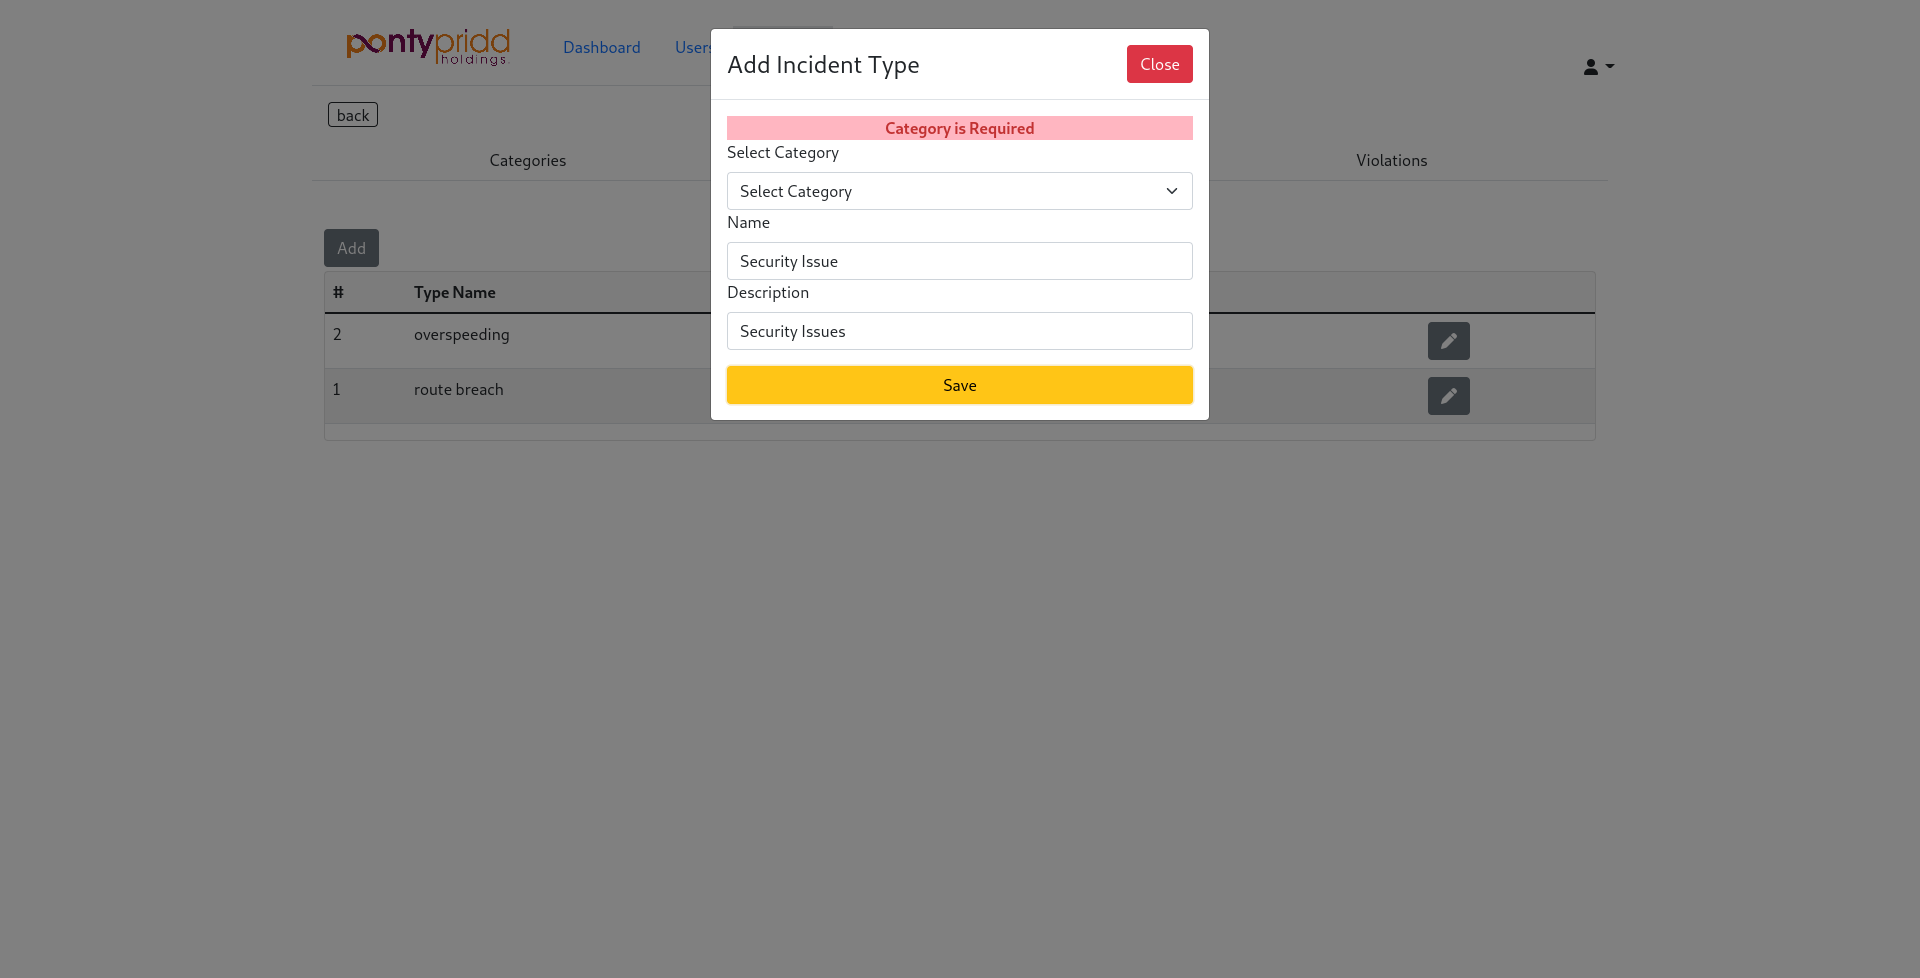 pontypridd
holdings
Dashboard
Users
Add Incident Type
Close
back
Category is Required
Select Category
Categories
Violations
Select Category
Name
Add
Security Issue
Description
# Type Name
Security Issues
2 overspeeding
Save
1 route breach